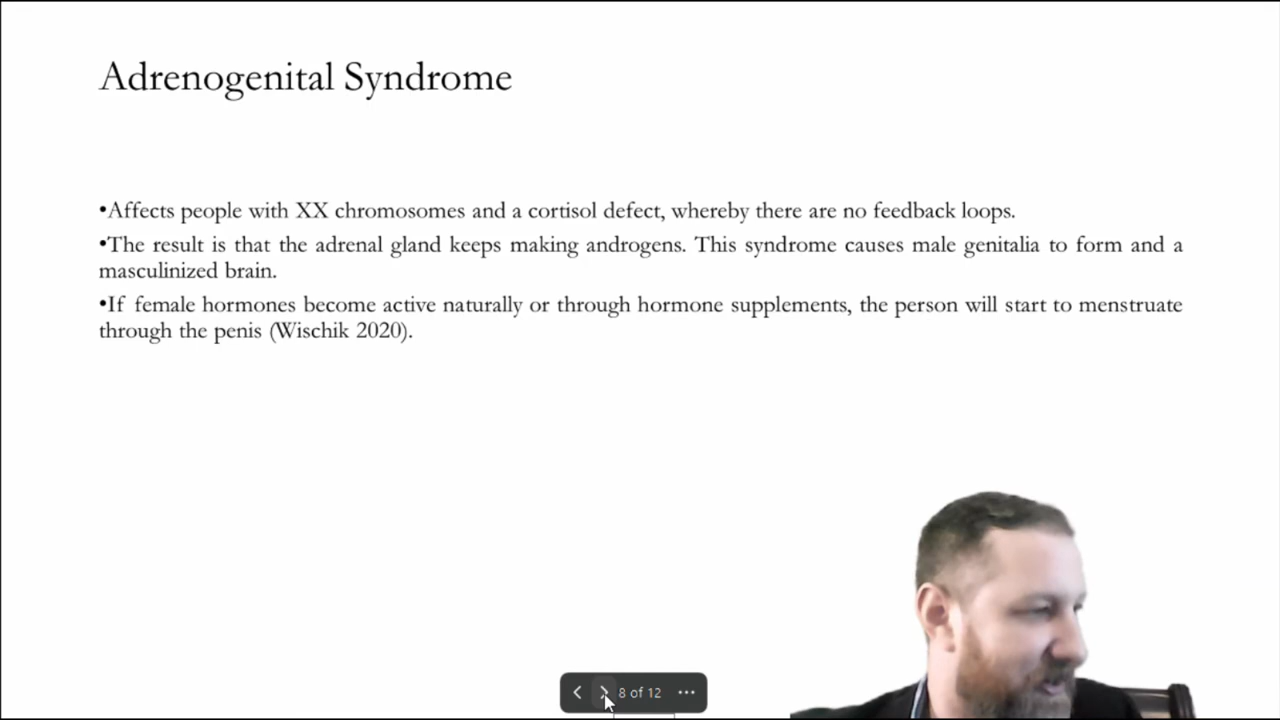 Adrenogenital Syndrome
•Affects people with XX chromosomes and a cortisol defect, whereby there are no feedback loops.
•The result is that the adrenal gland keeps making androgens. This syndrome causes male genitalia to form and a
masculinized brain.
•If female hormones become active naturally or through hormone supplements, the person will start to menstruate
through the penis (Wischik 2020).
8 of 12